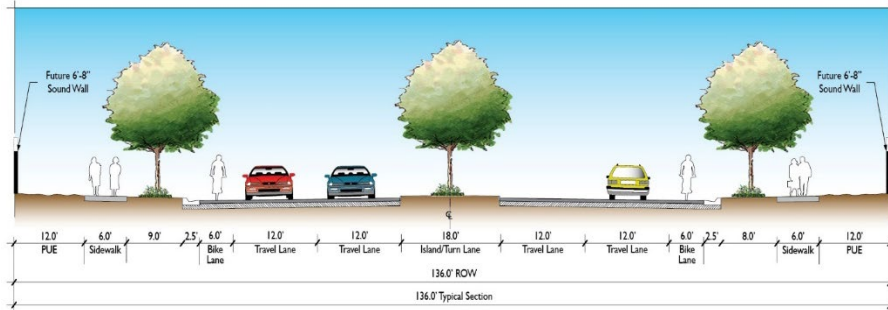 Future 6'-8"
Sound Wall
Future 6'-8"
Sound Wall
℄
12.0' 6.0' 9.0' 2.5' 6.0' 12.0' 12.0' 18.0' 12.0' 12.0' 6.0' 2.5' 8.0' 6.0' 12.0'
PUE Sidewalk Bike Lane Travel Lane Travel Lane Island/Turn Lane Travel Lane Travel Lane Bike Lane Sidewalk PUE
136.0' ROW
136.0' Typical Section